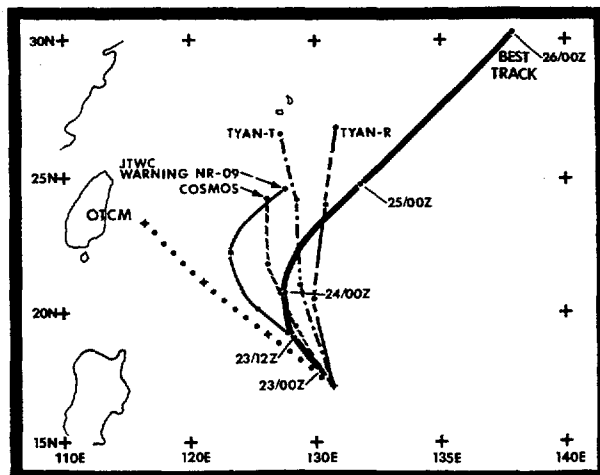 30N
26/00Z
BEST
TRACK
TYAN-T
TYAN-R
JTWC
WARNING NR-09
COSMOS
25N
25/00Z
OTCM
24/00Z
20N
23/12Z
23/00Z
15N
110E
120E
130E
135E
140E